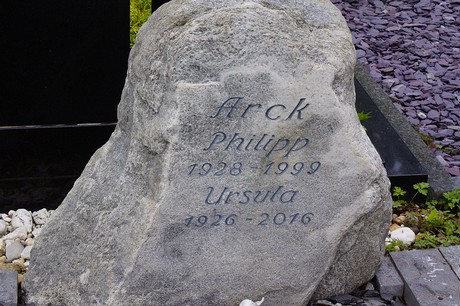 Arck
Philipp
1928 - 1999
Ursula
1926 - 2016